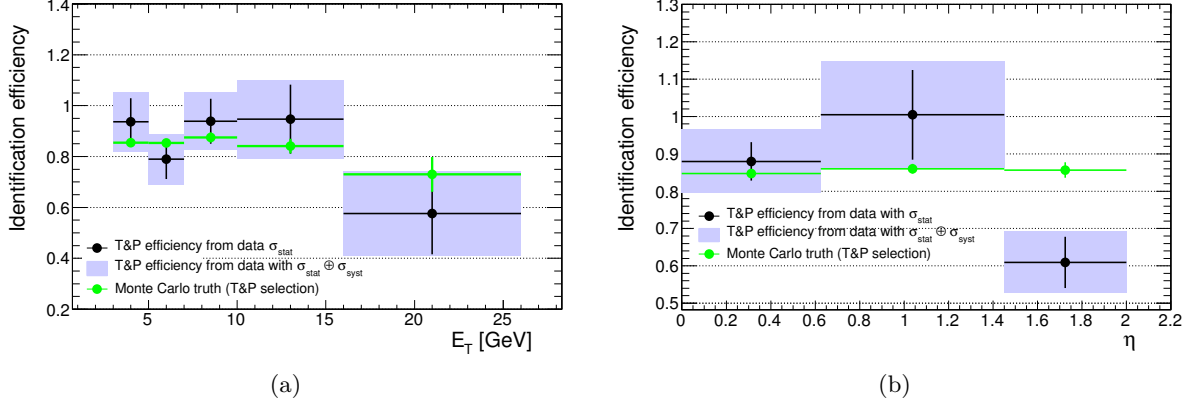 1.4
1.2
1
0.8
0.6
0.4
0.2
Identification efficiency
T&P efficiency from data σstat
T&P efficiency from data with σstat ⊕ σsyst
Monte Carlo truth (T&P selection)
5 10 15 20 25
E_T [GeV]
(a)
1.3
1.2
1.1
1
0.9
0.8
0.7
0.6
0.5
Identification efficiency
T&P efficiency from data with σstat
T&P efficiency from data with σstat ⊕ σsyst
Monte Carlo truth (T&P selection)
0 0.2 0.4 0.6 0.8 1 1.2 1.4 1.6 1.8 2 2.2
η
(b)